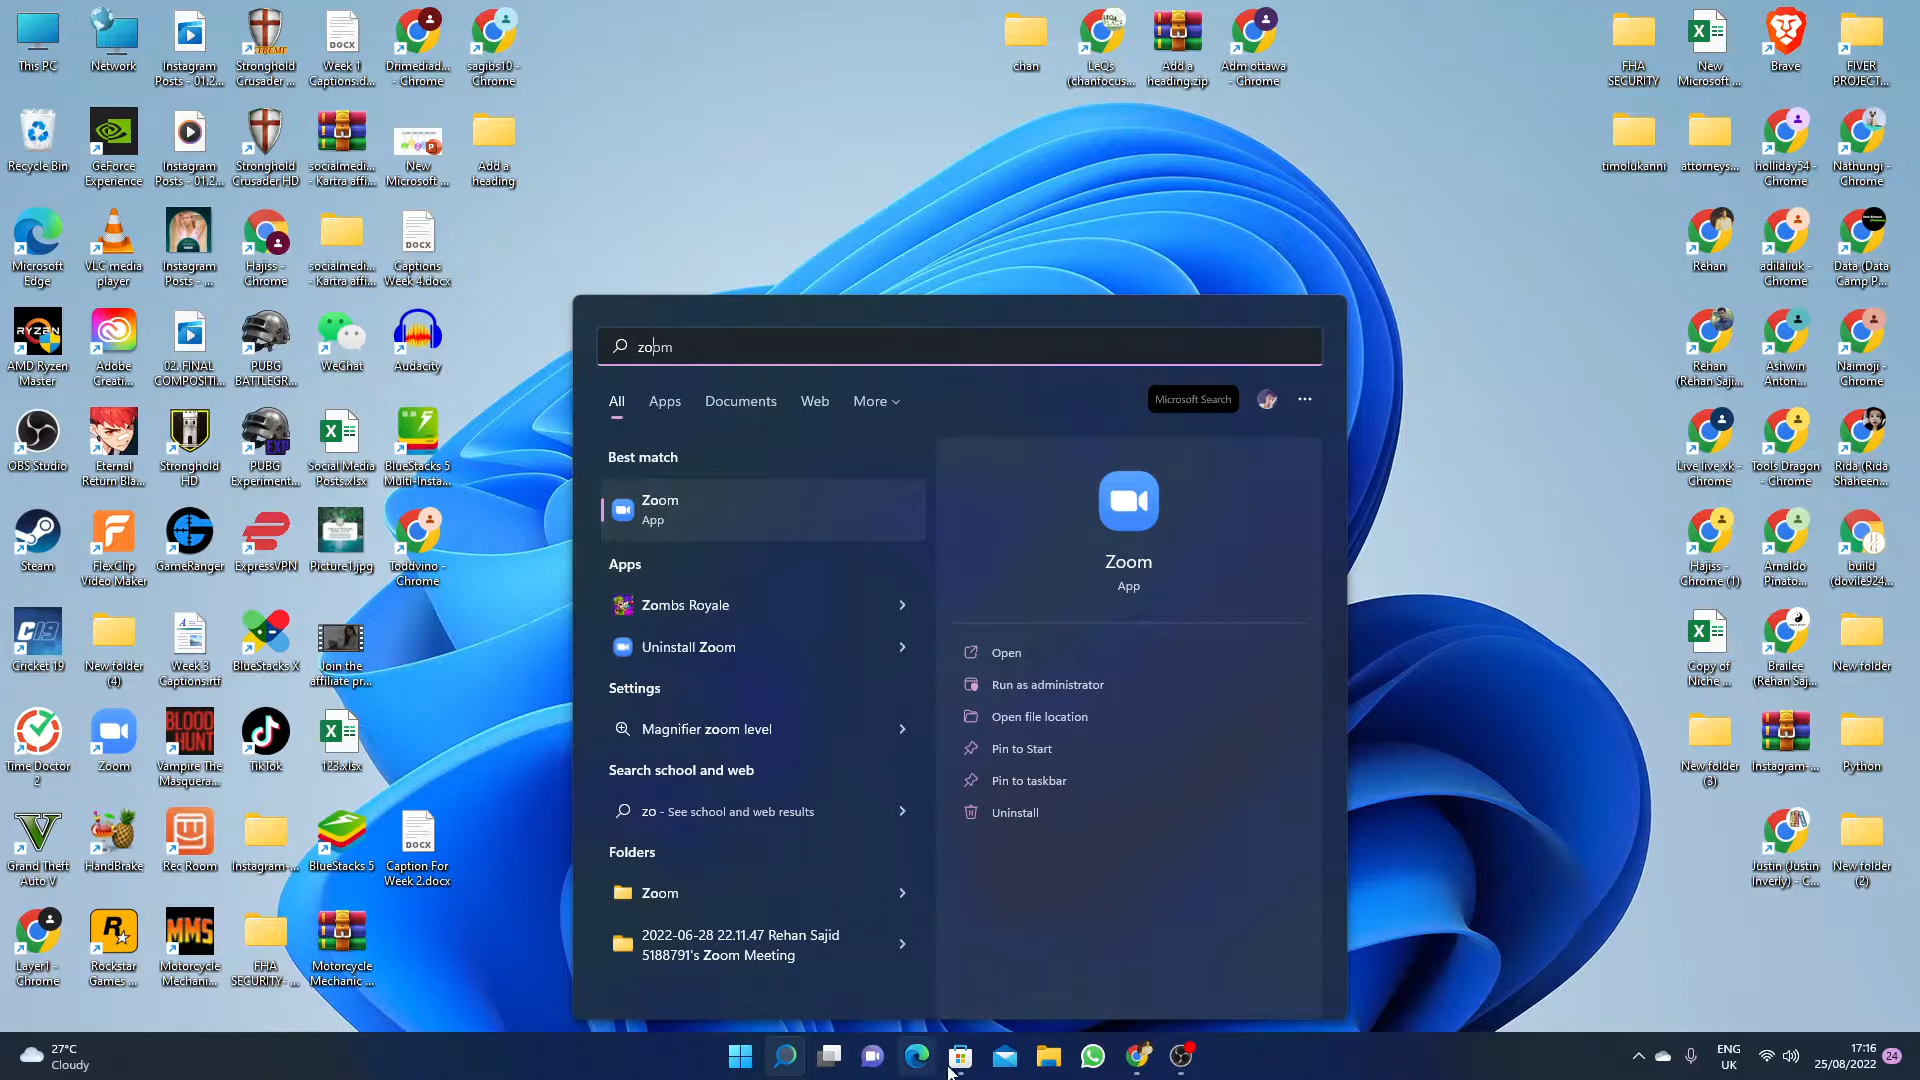 This PC
Network
Instagram
Posts - 01.2...
Stronghold
Crusader ...
Week 1
Captions.d...
Drimediad...
- Chrome
sagibs10 -
Chrome
chan
LeQs
(chanfocus...
Add a
heading.zip
Adm ottawa
- Chrome
FHA
SECURITY
New
Microsoft ...
Brave
FIVER
PROJECT...
Recycle Bin
GeForce
Experience
Instagram
Posts - 01.2...
Stronghold
Crusader HD
socialmedi...
- Kartra affi...
New
Microsoft ...
Add a
heading
timolukanni
attorneys...
holliday54 -
Chrome
Nathungi -
Chrome
Microsoft
Edge
VLC media
player
Instagram
Posts - ...
Hajiss -
Chrome
socialmedi...
- Kartra affi...
Captions
Week 4.docx
Rehan
adilaliuk -
Chrome
Data (Data
Camp P...
AMD Ryzen
Master
Adobe
Creati...
02. FINAL
COMPOSITI...
PUBG
BATTLEGR...
WeChat
Audacity
Rehan
(Rehan Saji...
Ashwin
Anton...
Naimoji -
Chrome
OBS Studio
Eternal
Return Bla...
Stronghold
HD
PUBG
Experiment...
Social Media
Posts.xlsx
BlueStacks 5
Multi-Insta...
Live live xk -
Chrome
Tools Dragon
- Chrome
Rida (Rida
Shaheen...
Steam
FlexClip
Video Maker
GameRanger
ExpressVPN
Picture1.jpg
Toddvino -
Chrome
Hajiss -
Chrome (1)
Arnaldo
Pinato...
build
(dovile924...
Cricket 19
New folder
(4)
Week 3
Captions.rtf
BlueStacks X
Join the
affiliate pr...
Copy of
Niche ...
Brailee
(Rehan Saj...
New folder
Time Doctor
2
Zoom
Vampire The
Masquera...
TikTok
123.xlsx
New folder
(3)
Instagram-...
Python
Grand Theft
Auto V
HandBrake
Rec Room
Instagram-...
BlueStacks 5
Caption For
Week 2.docx
Justin (Justin
Inverly) - C...
New folder
(2)
Layer1 -
Chrome
Rockstar
Games ...
Motorcycle
Mechani...
FHA
SECURITY- ...
Motorcycle
Mechanic ...
zoom
All
Apps
Documents
Web
More
Microsoft Search
Best match
Zoom
App
Apps
Zombs Royale
Uninstall Zoom
Settings
Magnifier zoom level
Search school and web
zo - See school and web results
Folders
Zoom
2022-06-28 22.11.47 Rehan Sajid
5188791's Zoom Meeting
Zoom
App
Open
Run as administrator
Open file location
Pin to Start
Pin to taskbar
Uninstall
27°C
Cloudy
ENG
UK
17:16
25/08/2022
24